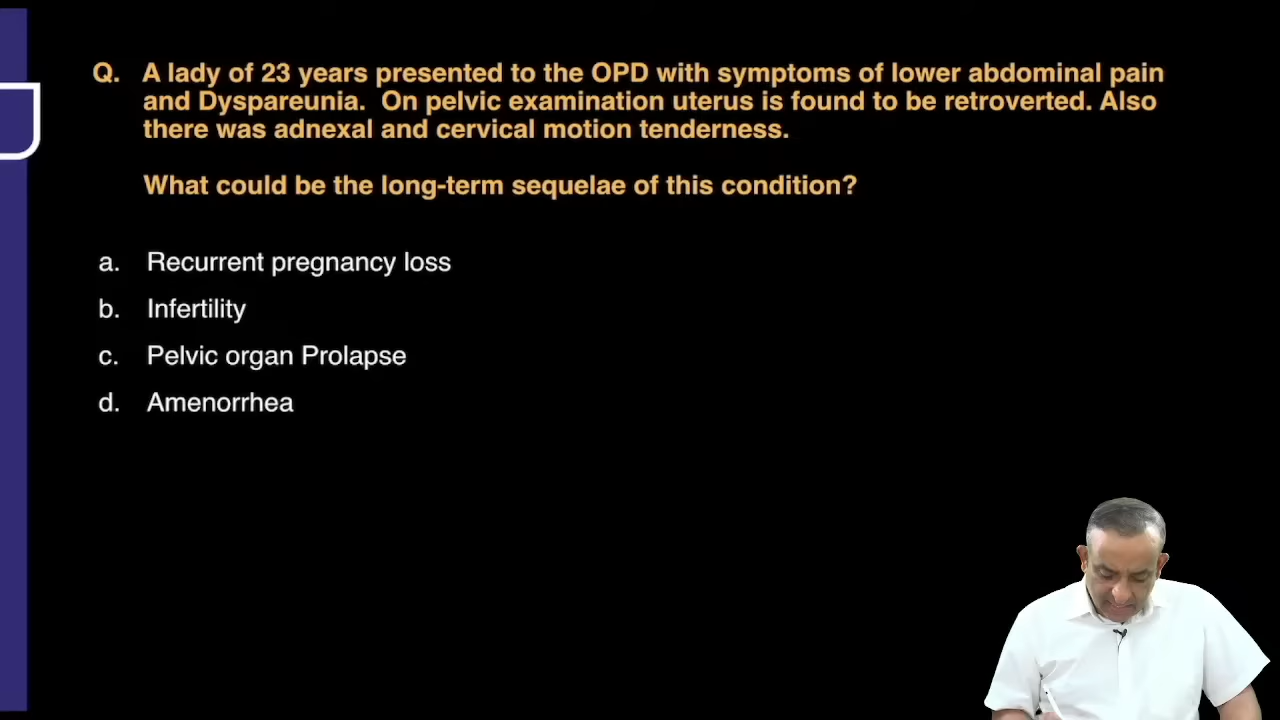 Q. A lady of 23 years presented to the OPD with symptoms of lower abdominal pain
and Dyspareunia. On pelvic examination uterus is found to be retroverted. Also
there was adnexal and cervical motion tenderness.
What could be the long-term sequelae of this condition?
a. Recurrent pregnancy loss
b. Infertility
c. Pelvic organ Prolapse
d. Amenorrhea